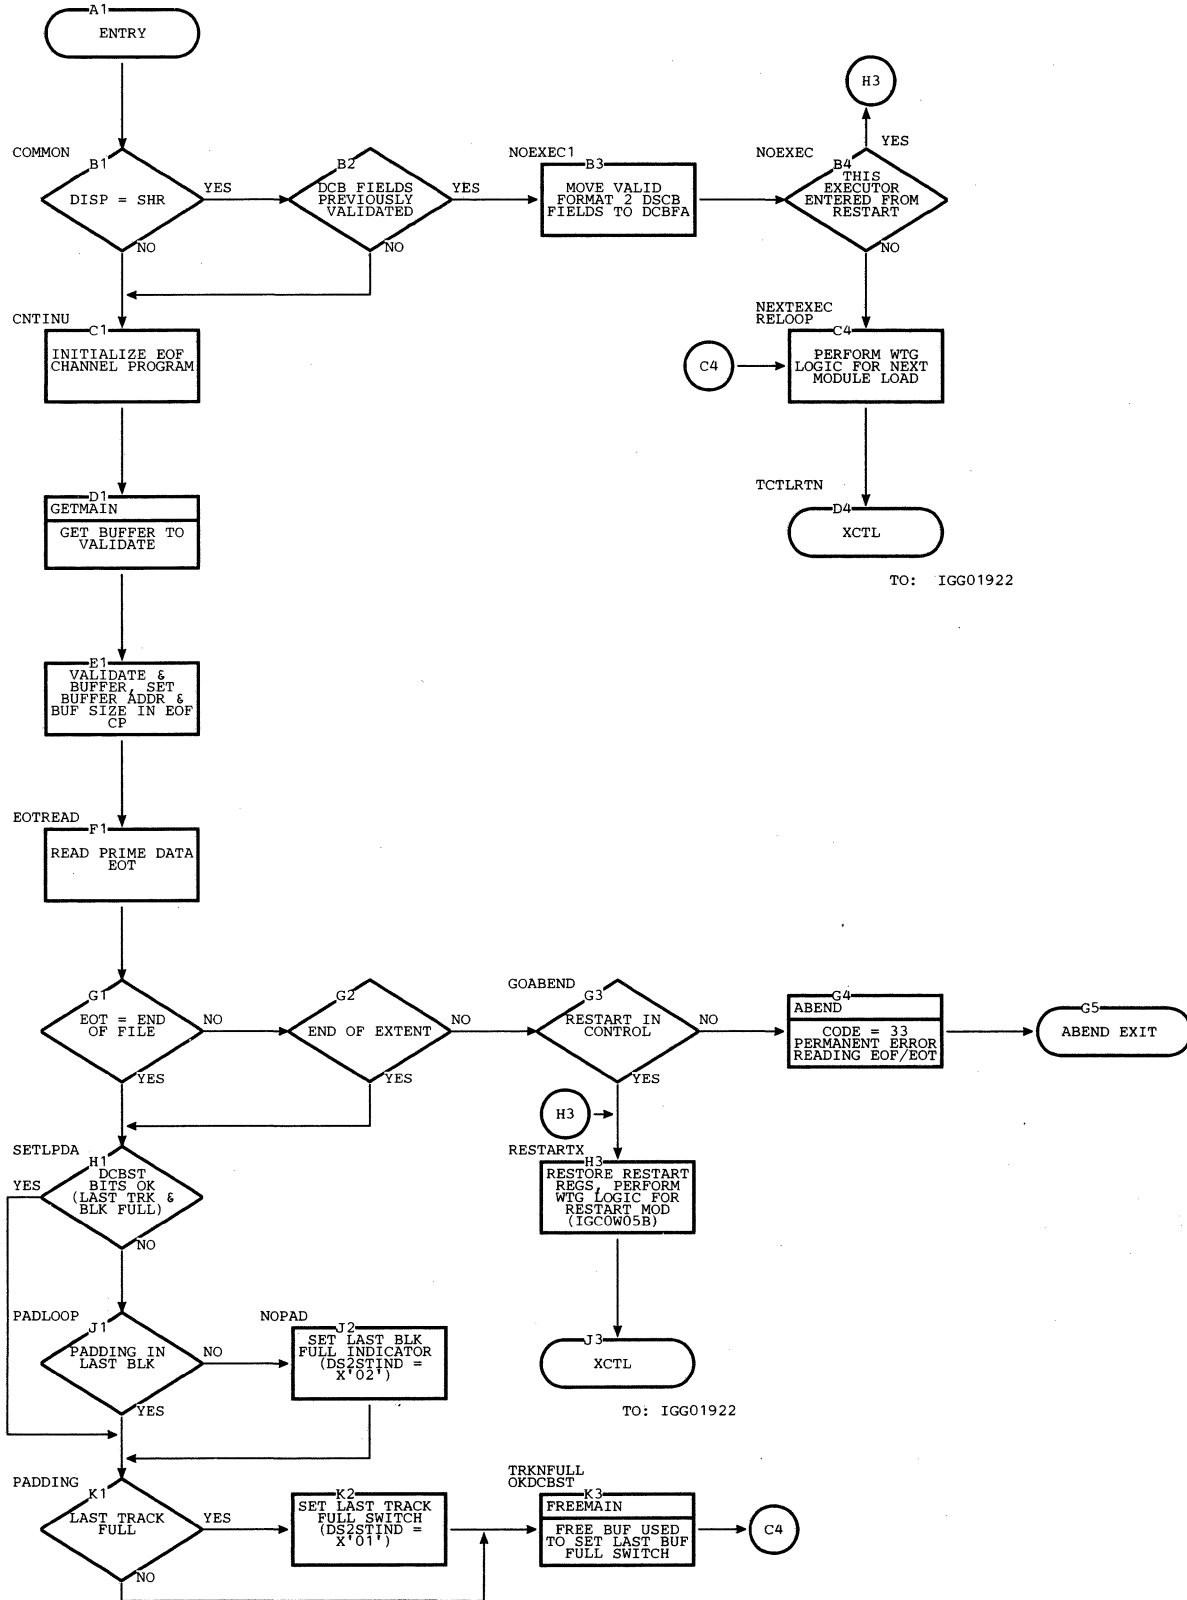 A1
ENTRY
H3
YES
COMMON
B1
DISP = SHR
YES
NO
B2
DCB FIELDS
PREVIOUSLY
VALIDATED
YES
NO
NOEXEC1
B3
MOVE VALID
FORMAT 2 DSCB
FIELDS TO DCBFA
NOEXEC
B4
THIS
EXECUTOR
ENTERED FROM
RESTART
NO
CNTINU
C1
INITIALIZE EOF
CHANNEL PROGRAM
NEXTEXEC
RELOOP
C4
C4
PERFORM WTG
LOGIC FOR NEXT
MODULE LOAD
D1
GETMAIN
GET BUFFER TO
VALIDATE
TCTLRTN
D4
XCTL
TO: IGG01922
E1
VALIDATE &
BUFFER, SET
BUFFER ADDR &
BUF SIZE IN EOF
CP
EOTREAD
F1
READ PRIME DATA
EOT
G1
EOT = END
OF FILE
NO
YES
G2
END OF EXTENT
NO
YES
GOABEND
G3
RESTART IN
CONTROL
NO
YES
G4
ABEND
CODE = 33
PERMANENT ERROR
READING EOF/EOT
G5
ABEND EXIT
H3
SETLPDA
H1
DCBST
BITS OK
(LAST TRK &
BLK FULL)
YES
NO
RESTARTX
H3
RESTORE RESTART
REGS, PERFORM
WTG LOGIC FOR
RESTART MOD
(IGC0W05B)
PADLOOP
J1
PADDING IN
LAST BLK
NO
YES
NOPAD
J2
SET LAST BLK
FULL INDICATOR
(DS2STIND =
X'02')
J3
XCTL
TO: IGG01922
PADDING
K1
LAST TRACK
FULL
YES
NO
K2
SET LAST TRACK
FULL SWITCH
(DS2STIND =
X'01')
TRKNFULL
OKDCBST
K3
FREEMAIN
FREE BUF USED
TO SET LAST BUF
FULL SWITCH
C4